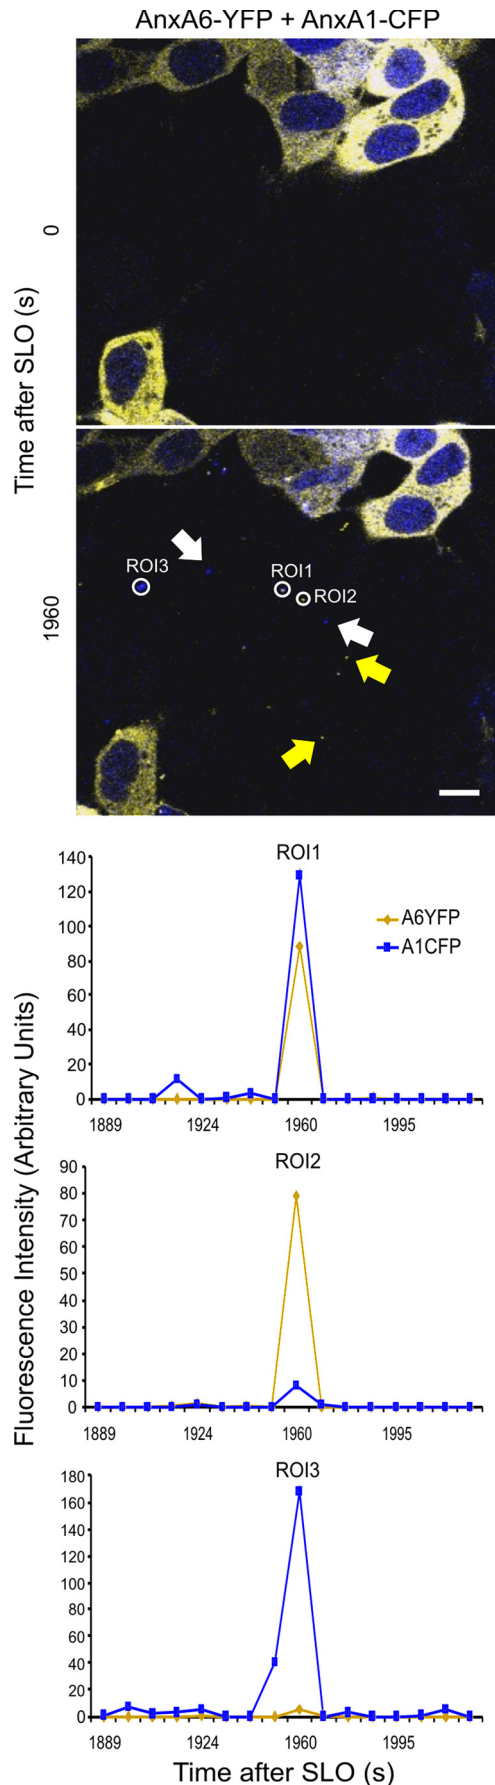 AnxA6-YFP + AnxA1-CFP
Time after SLO (s)
0
1960
ROI3
ROI1
ROI2
Fluorescence Intensity (Arbitrary Units)
ROI1
140
120
100
80
60
40
20
0
A6YFP
A1CFP
1889 1924 1960 1995
ROI2
90
80
70
60
50
40
30
20
10
0
1889 1924 1960 1995
ROI3
180
160
140
120
100
80
60
40
20
0
1889 1924 1960 1995
Time after SLO (s)